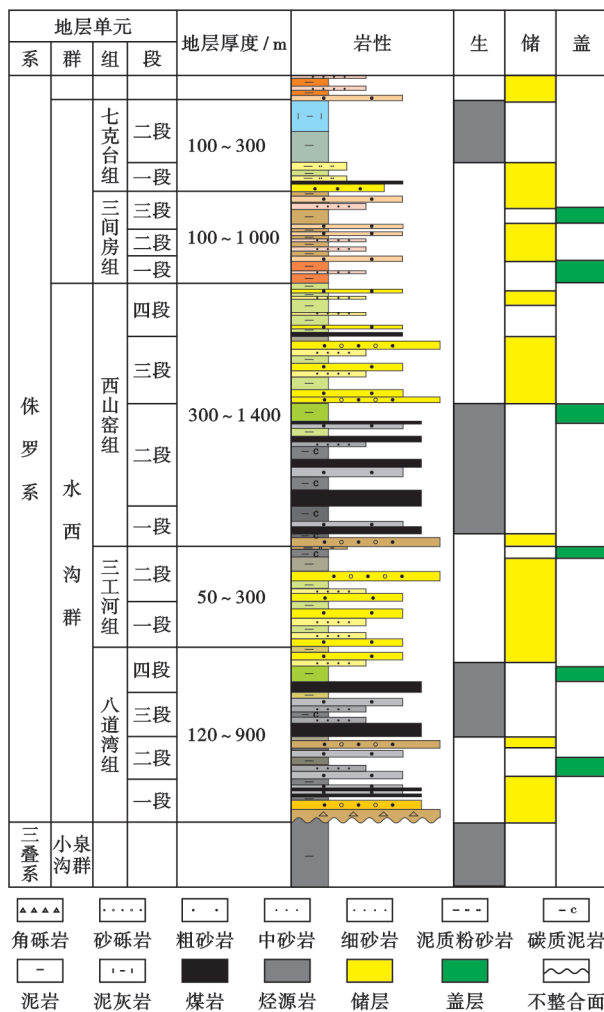 地层单元
地层厚度/m
岩性
生
储
盖
系
群
组
段
侏罗系
水西沟群
七克台组
二段
100~300
一段
三间房组
三段
100~1 000
二段
一段
西山窑组
四段
300~1 400
三段
二段
一段
三工河组
二段
50~300
一段
八道湾组
四段
120~900
三段
二段
一段
三叠系
小泉沟群
角砾岩
砂砾岩
粗砂岩
中砂岩
细砂岩
泥质粉砂岩
碳质泥岩
泥岩
泥灰岩
煤岩
烃源岩
储层
盖层
不整合面